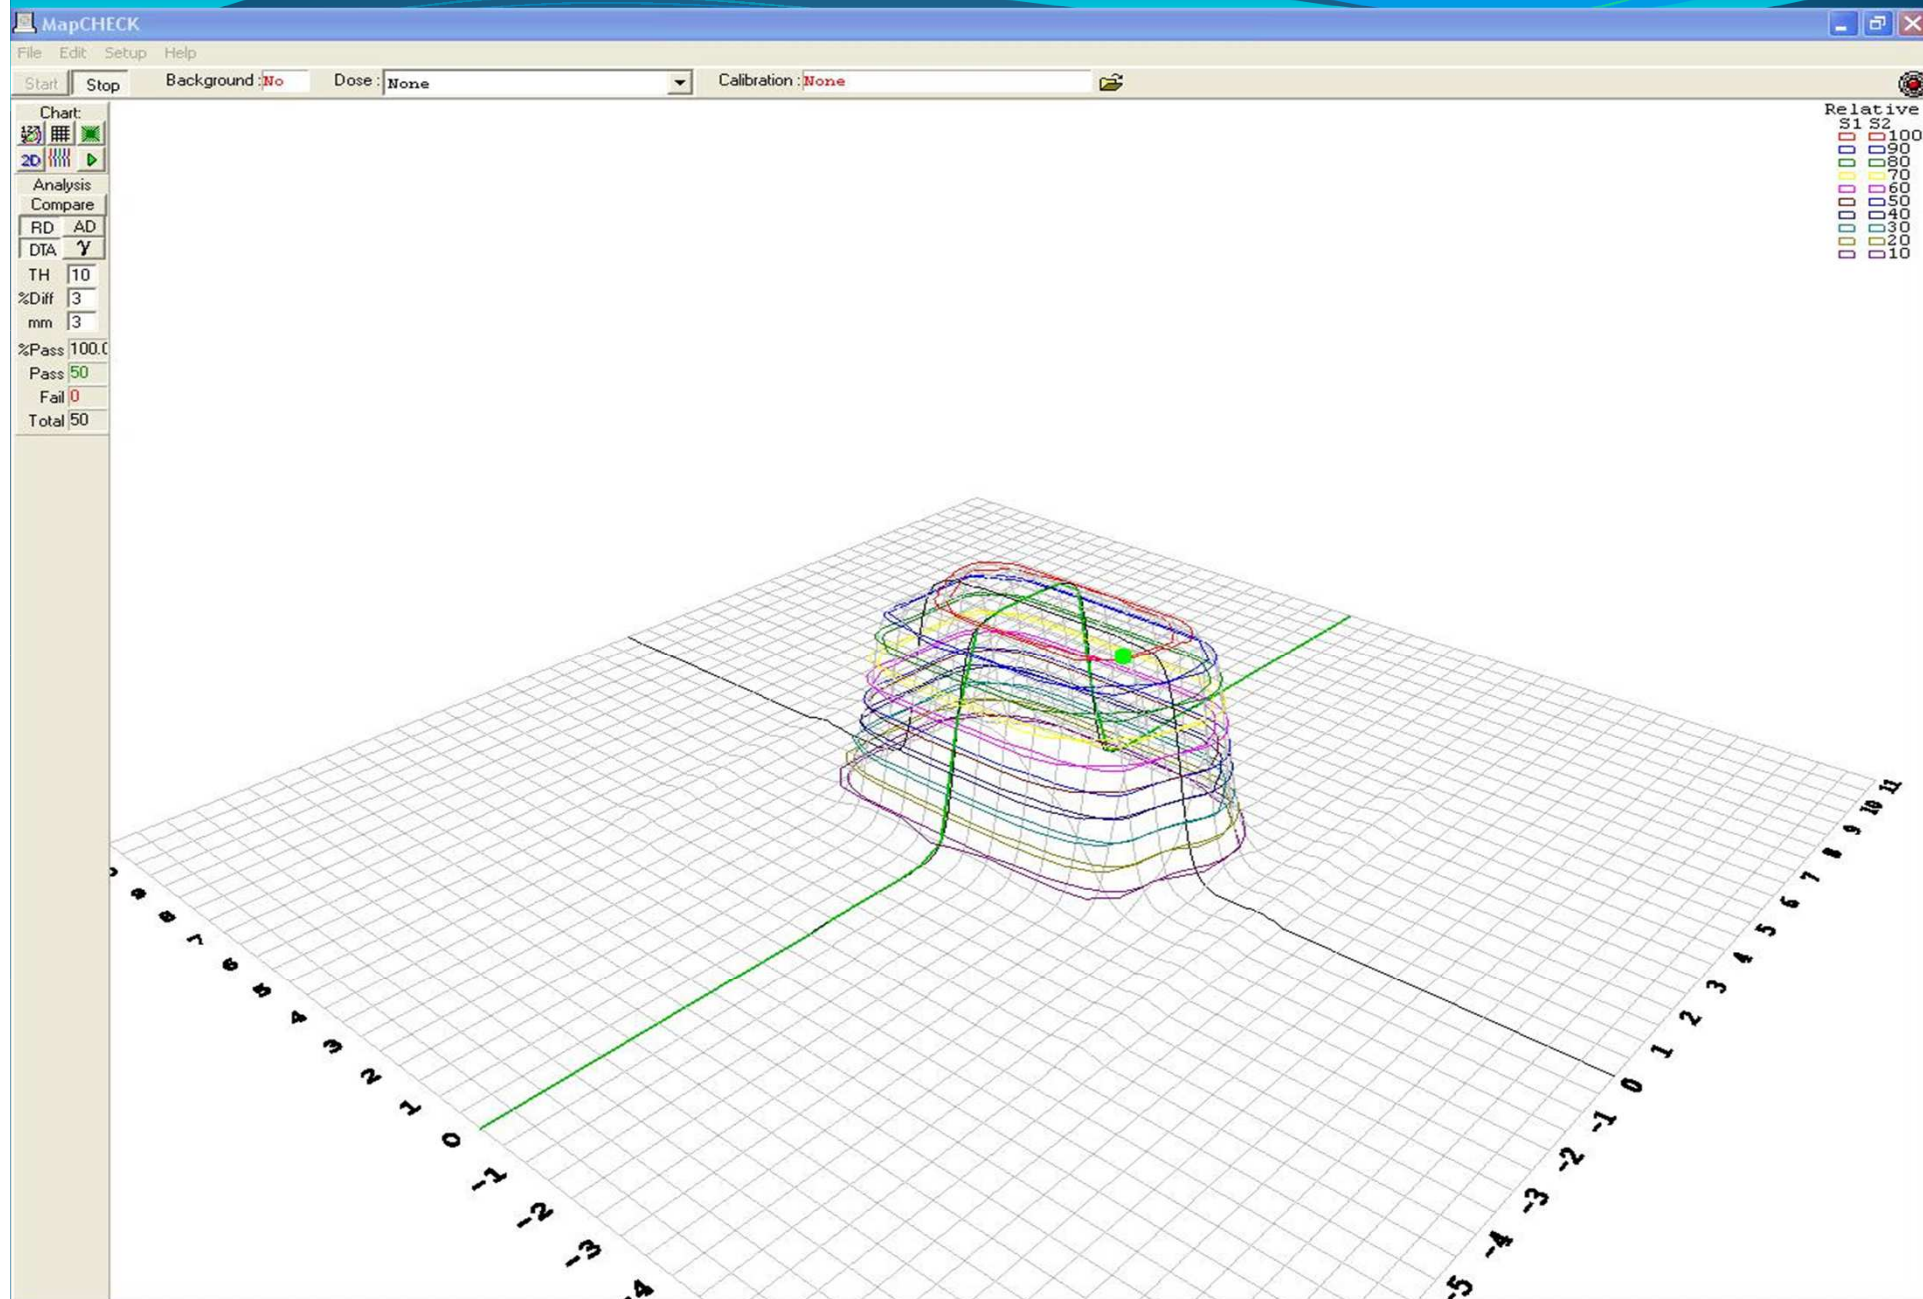 MapCHECK
File Edit Setup Help
Start Stop Background : No Dose : None Calibration : None
Chart:
2D
Analysis
Compare
RD AD
DTA γ
TH 10
%Diff 3
mm 3
%Pass 100.0
Pass 50
Fail 0
Total 50
Relative
S1 S2
100
90
80
70
60
50
40
30
20
10
11
10
9
8
7
6
5
4
3
2
1
0
-1
-2
-3
-4
-5
9
8
7
6
5
4
3
2
1
0
-1
-2
-3
-4